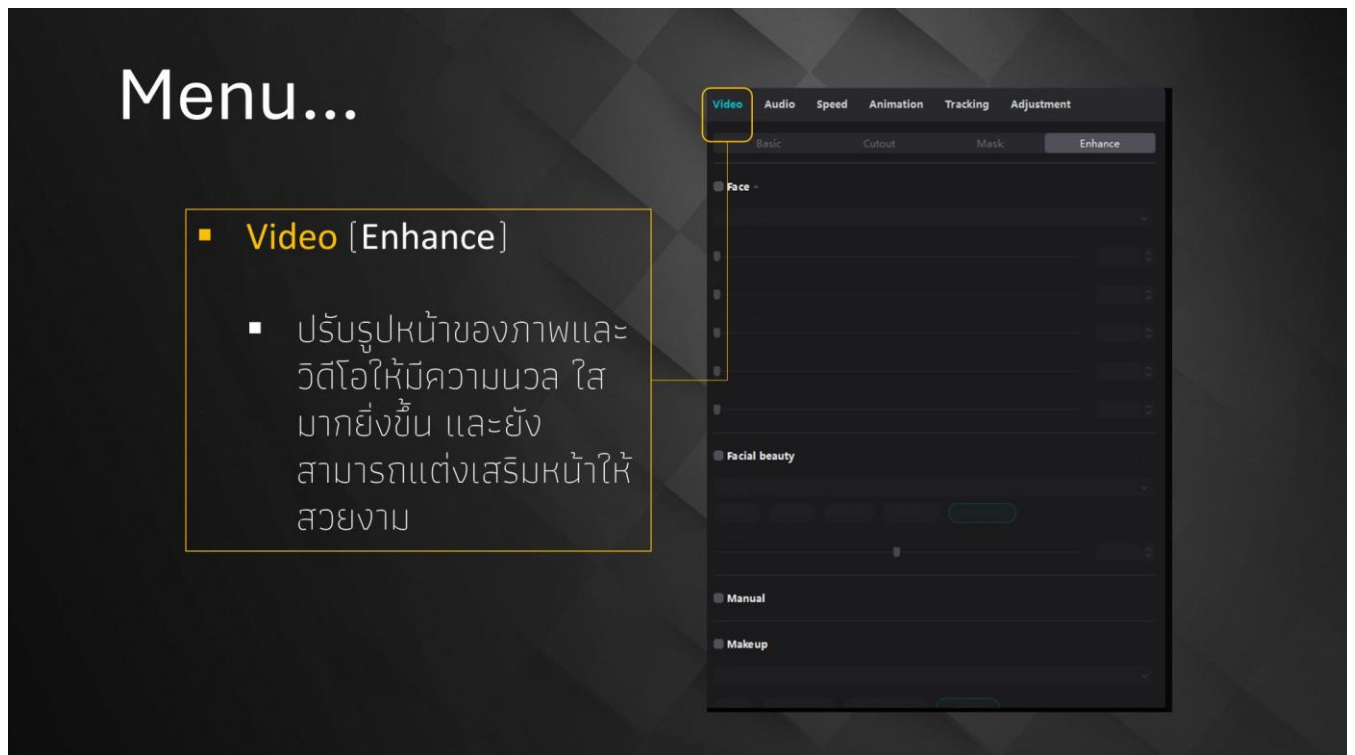 Menu...
Video Audio Speed Animation Tracking Adjustment
Basic Cutout Mask Enhance
Face
▪ Video [Enhance]
▪ ปรับรูปหน้าของภาพและ
วิดีโอให้มีความนวล ใส
มากยิ่งขึ้น และยัง
สามารถแต่งเสริมหน้าให้
สวยงาม
Facial beauty
Manual
Makeup